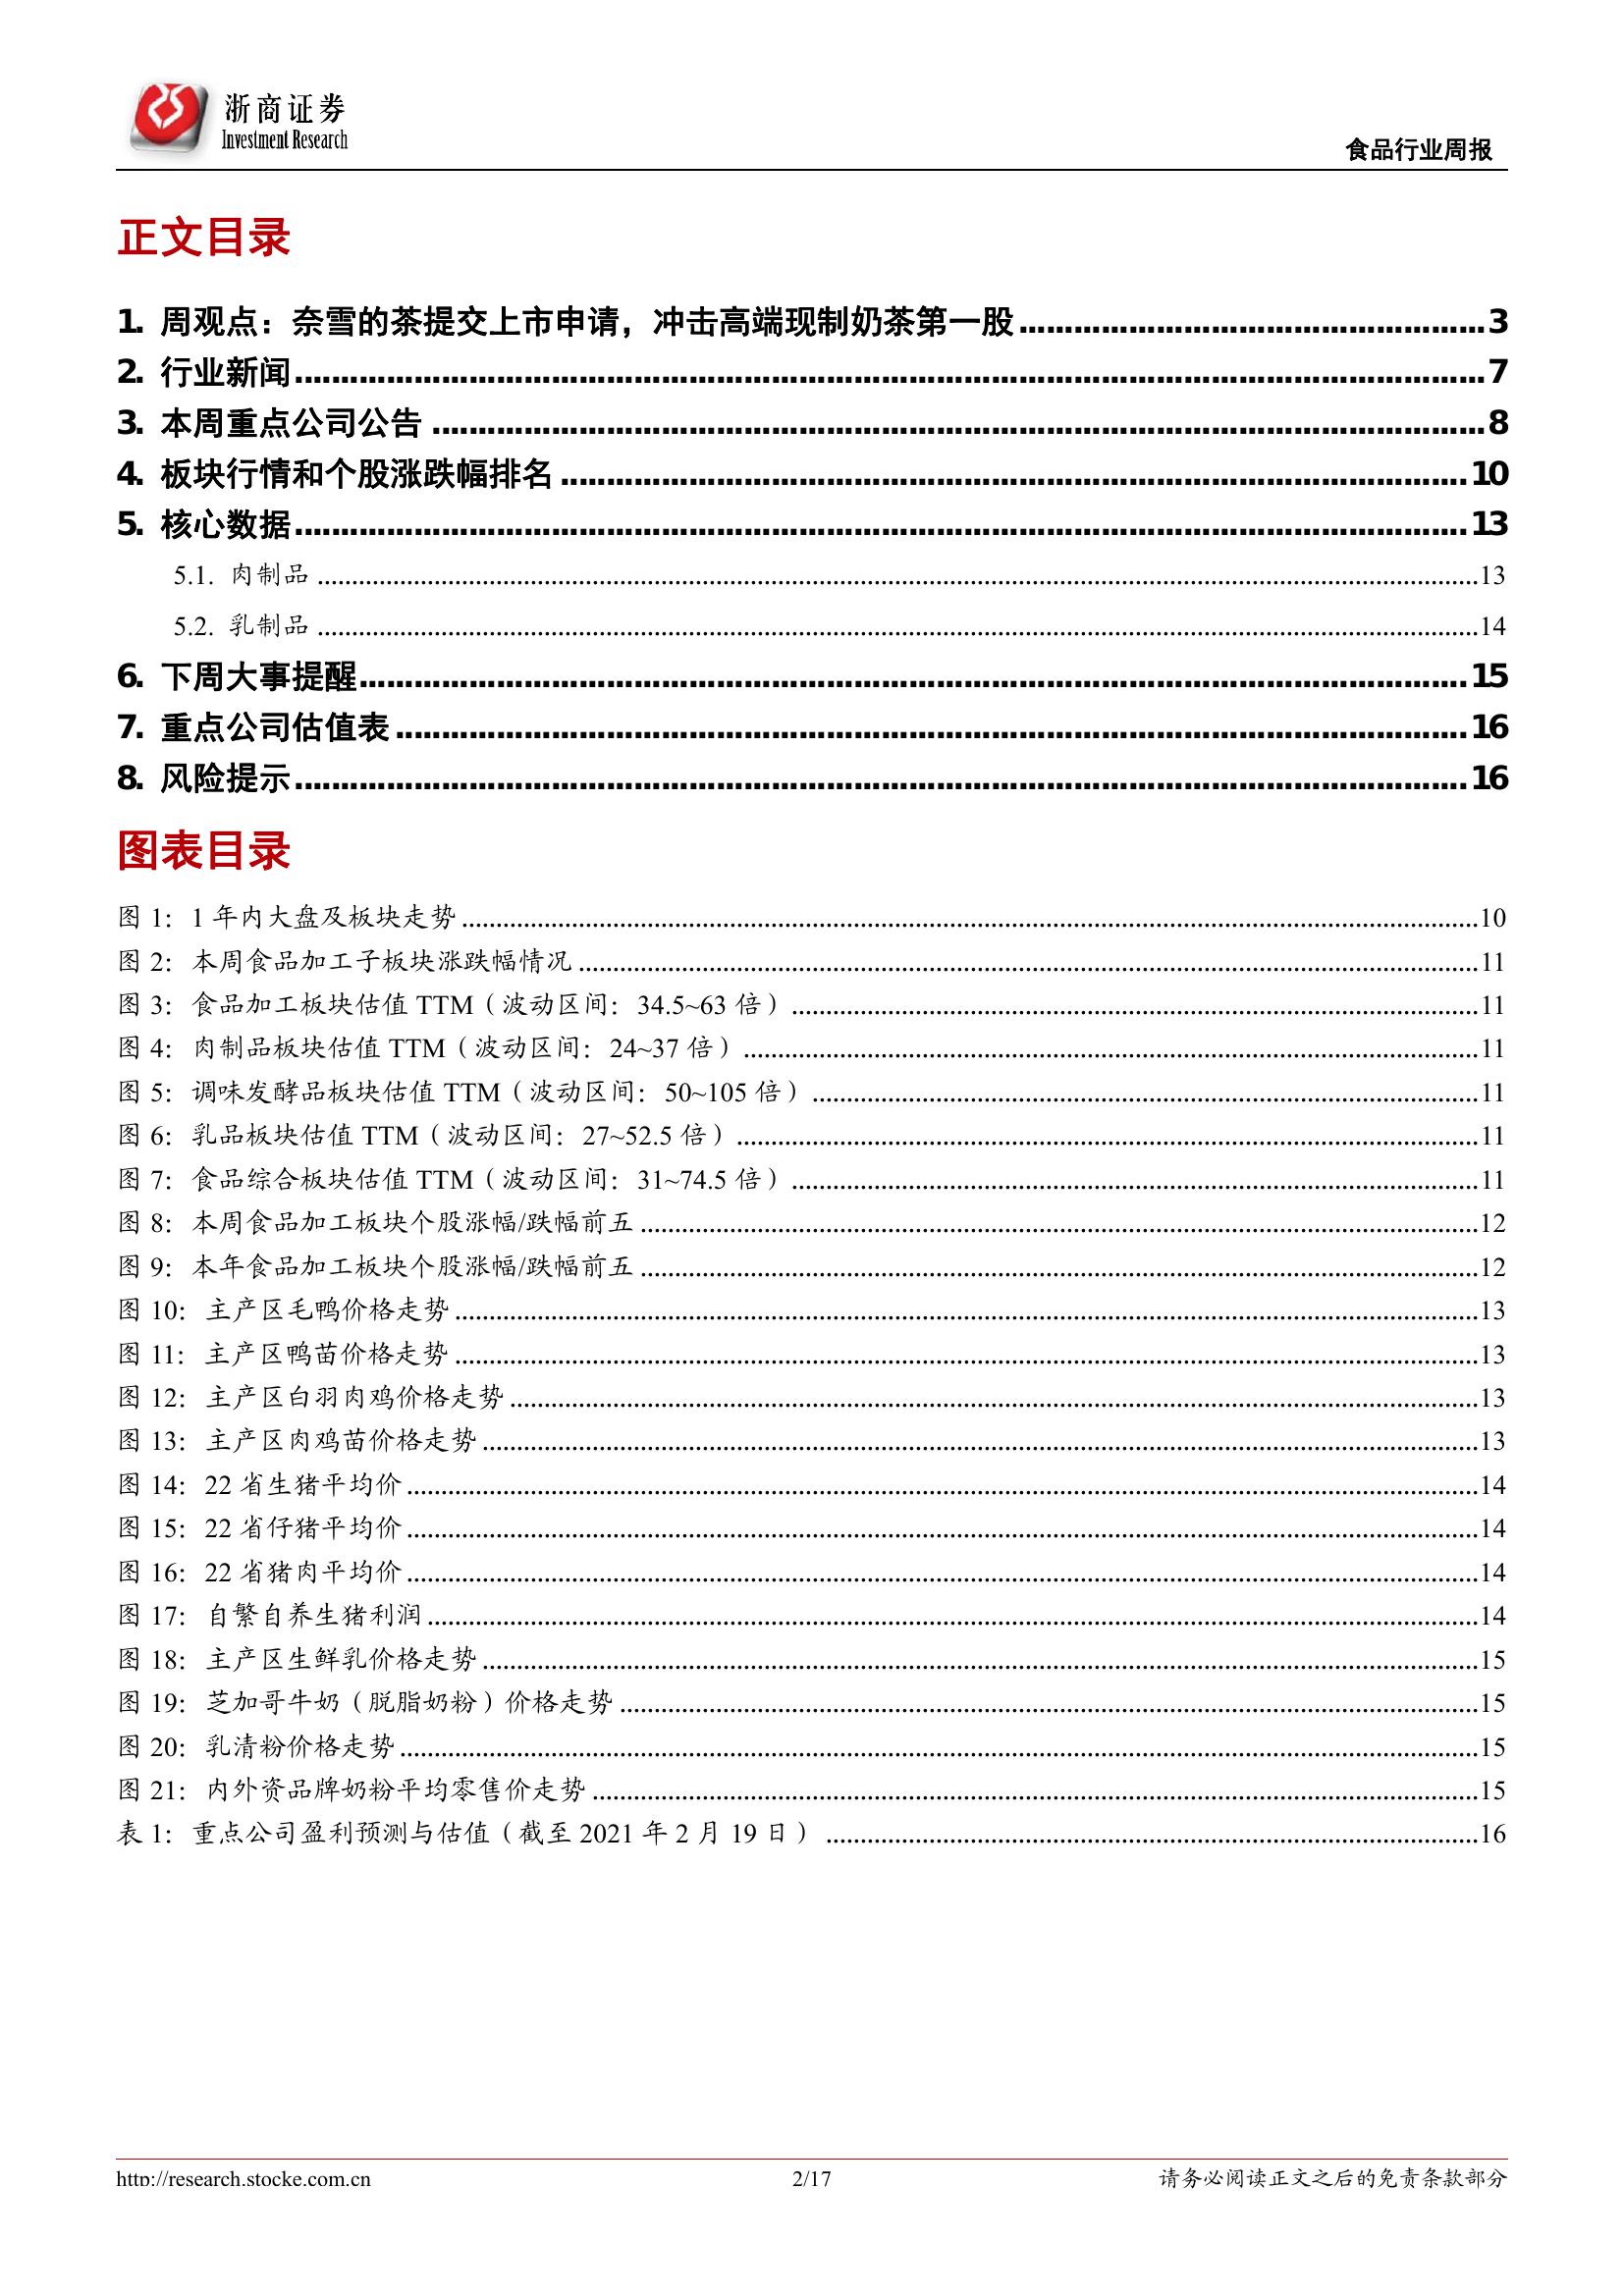 浙商证券
Investment Research
食品行业周报
正文目录
1. 周观点：奈雪的茶提交上市申请，冲击高端现制奶茶第一股 3
2. 行业新闻 7
3. 本周重点公司公告 8
4. 板块行情和个股涨跌幅排名 10
5. 核心数据 13
5.1. 肉制品 13
5.2. 乳制品 14
6. 下周大事提醒 15
7. 重点公司估值表 16
8. 风险提示 16
图表目录
图 1：1 年内大盘及板块走势 10
图 2：本周食品加工子板块涨跌幅情况 11
图 3：食品加工板块估值 TTM（波动区间：34.5~63 倍） 11
图 4：肉制品板块估值 TTM（波动区间：24~37 倍） 11
图 5：调味发酵品板块估值 TTM（波动区间：50~105 倍） 11
图 6：乳品板块估值 TTM（波动区间：27~52.5 倍） 11
图 7：食品综合板块估值 TTM（波动区间：31~74.5 倍） 11
图 8：本周食品加工板块个股涨幅/跌幅前五 12
图 9：本年食品加工板块个股涨幅/跌幅前五 12
图 10：主产区毛鸭价格走势 13
图 11：主产区鸭苗价格走势 13
图 12：主产区白羽肉鸡价格走势 13
图 13：主产区肉鸡苗价格走势 13
图 14：22 省生猪平均价 14
图 15：22 省仔猪平均价 14
图 16：22 省猪肉平均价 14
图 17：自繁自养生猪利润 14
图 18：主产区生鲜乳价格走势 15
图 19：芝加哥牛奶（脱脂奶粉）价格走势 15
图 20：乳清粉价格走势 15
图 21：内外资品牌奶粉平均零售价走势 15
表 1：重点公司盈利预测与估值（截至 2021 年 2 月 19 日） 16
http://research.stocke.com.cn 2/17 请务必阅读正文之后的免责条款部分